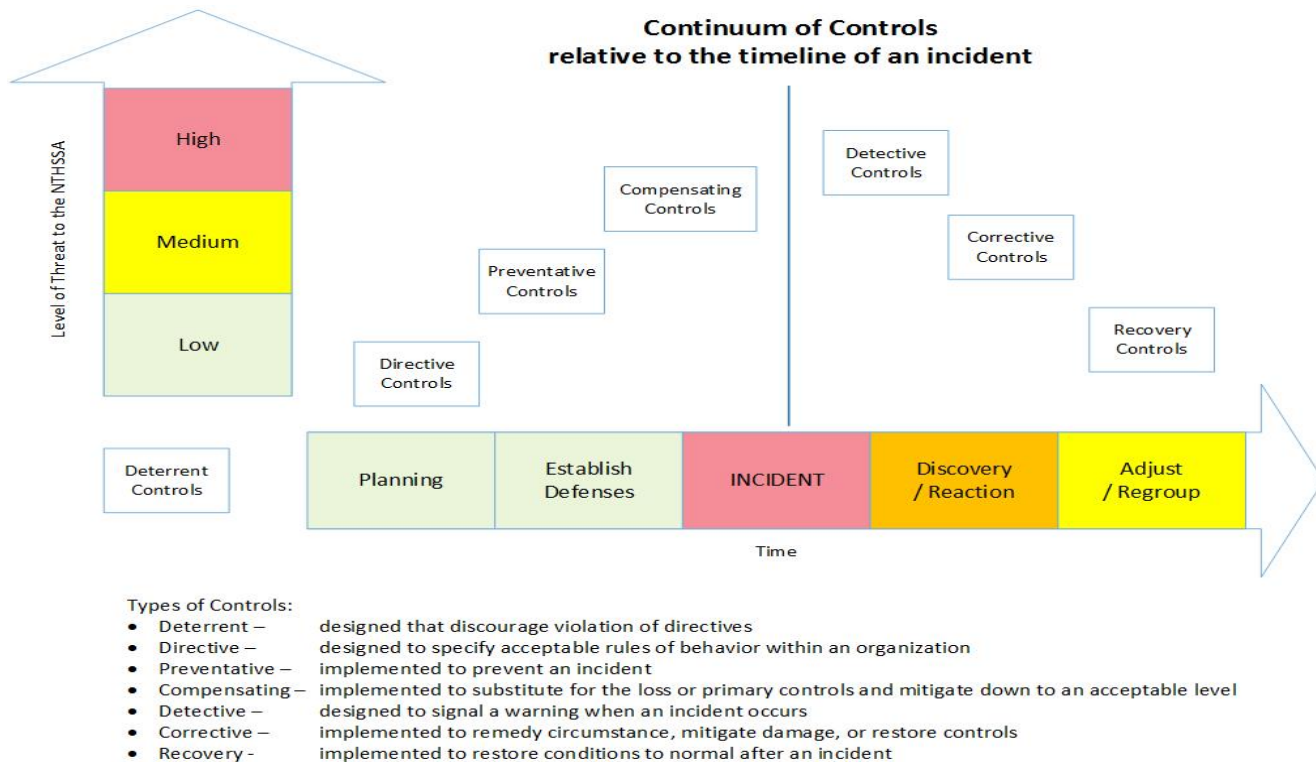 Continuum of Controls
relative to the timeline of an incident
Level of Threat to the NTHSSA
High
Medium
Low
Deterrent
Controls
Directive
Controls
Preventative
Controls
Compensating
Controls
Detective
Controls
Corrective
Controls
Recovery
Controls
Planning
Establish
Defenses
INCIDENT
Discovery
/ Reaction
Adjust
/ Regroup
Time
Types of Controls:
• Deterrent – designed that discourage violation of directives
• Directive – designed to specify acceptable rules of behavior within an organization
• Preventative – implemented to prevent an incident
• Compensating – implemented to substitute for the loss or primary controls and mitigate down to an acceptable level
• Detective – designed to signal a warning when an incident occurs
• Corrective – implemented to remedy circumstance, mitigate damage, or restore controls
• Recovery - implemented to restore conditions to normal after an incident